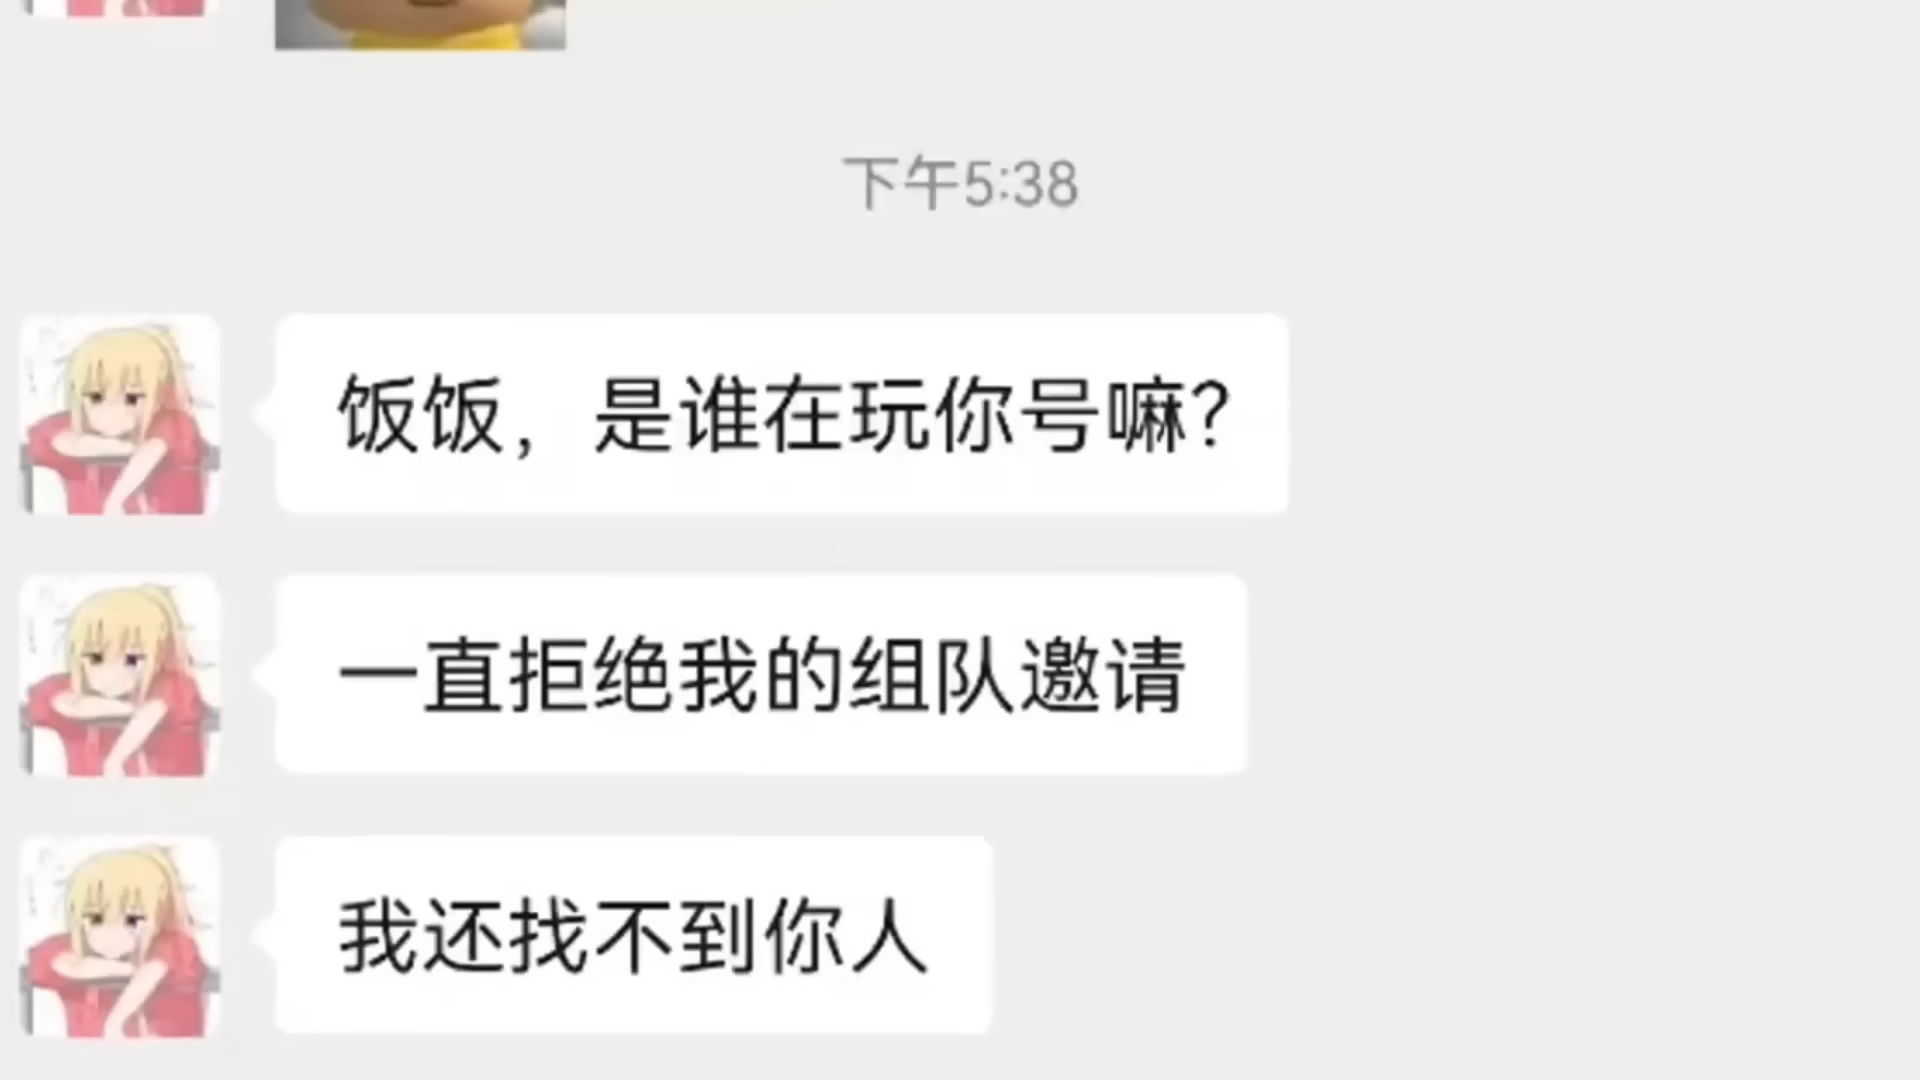 下午5:38
饭饭，是谁在玩你号嘛?
一直拒绝我的组队邀请
我还找不到你人